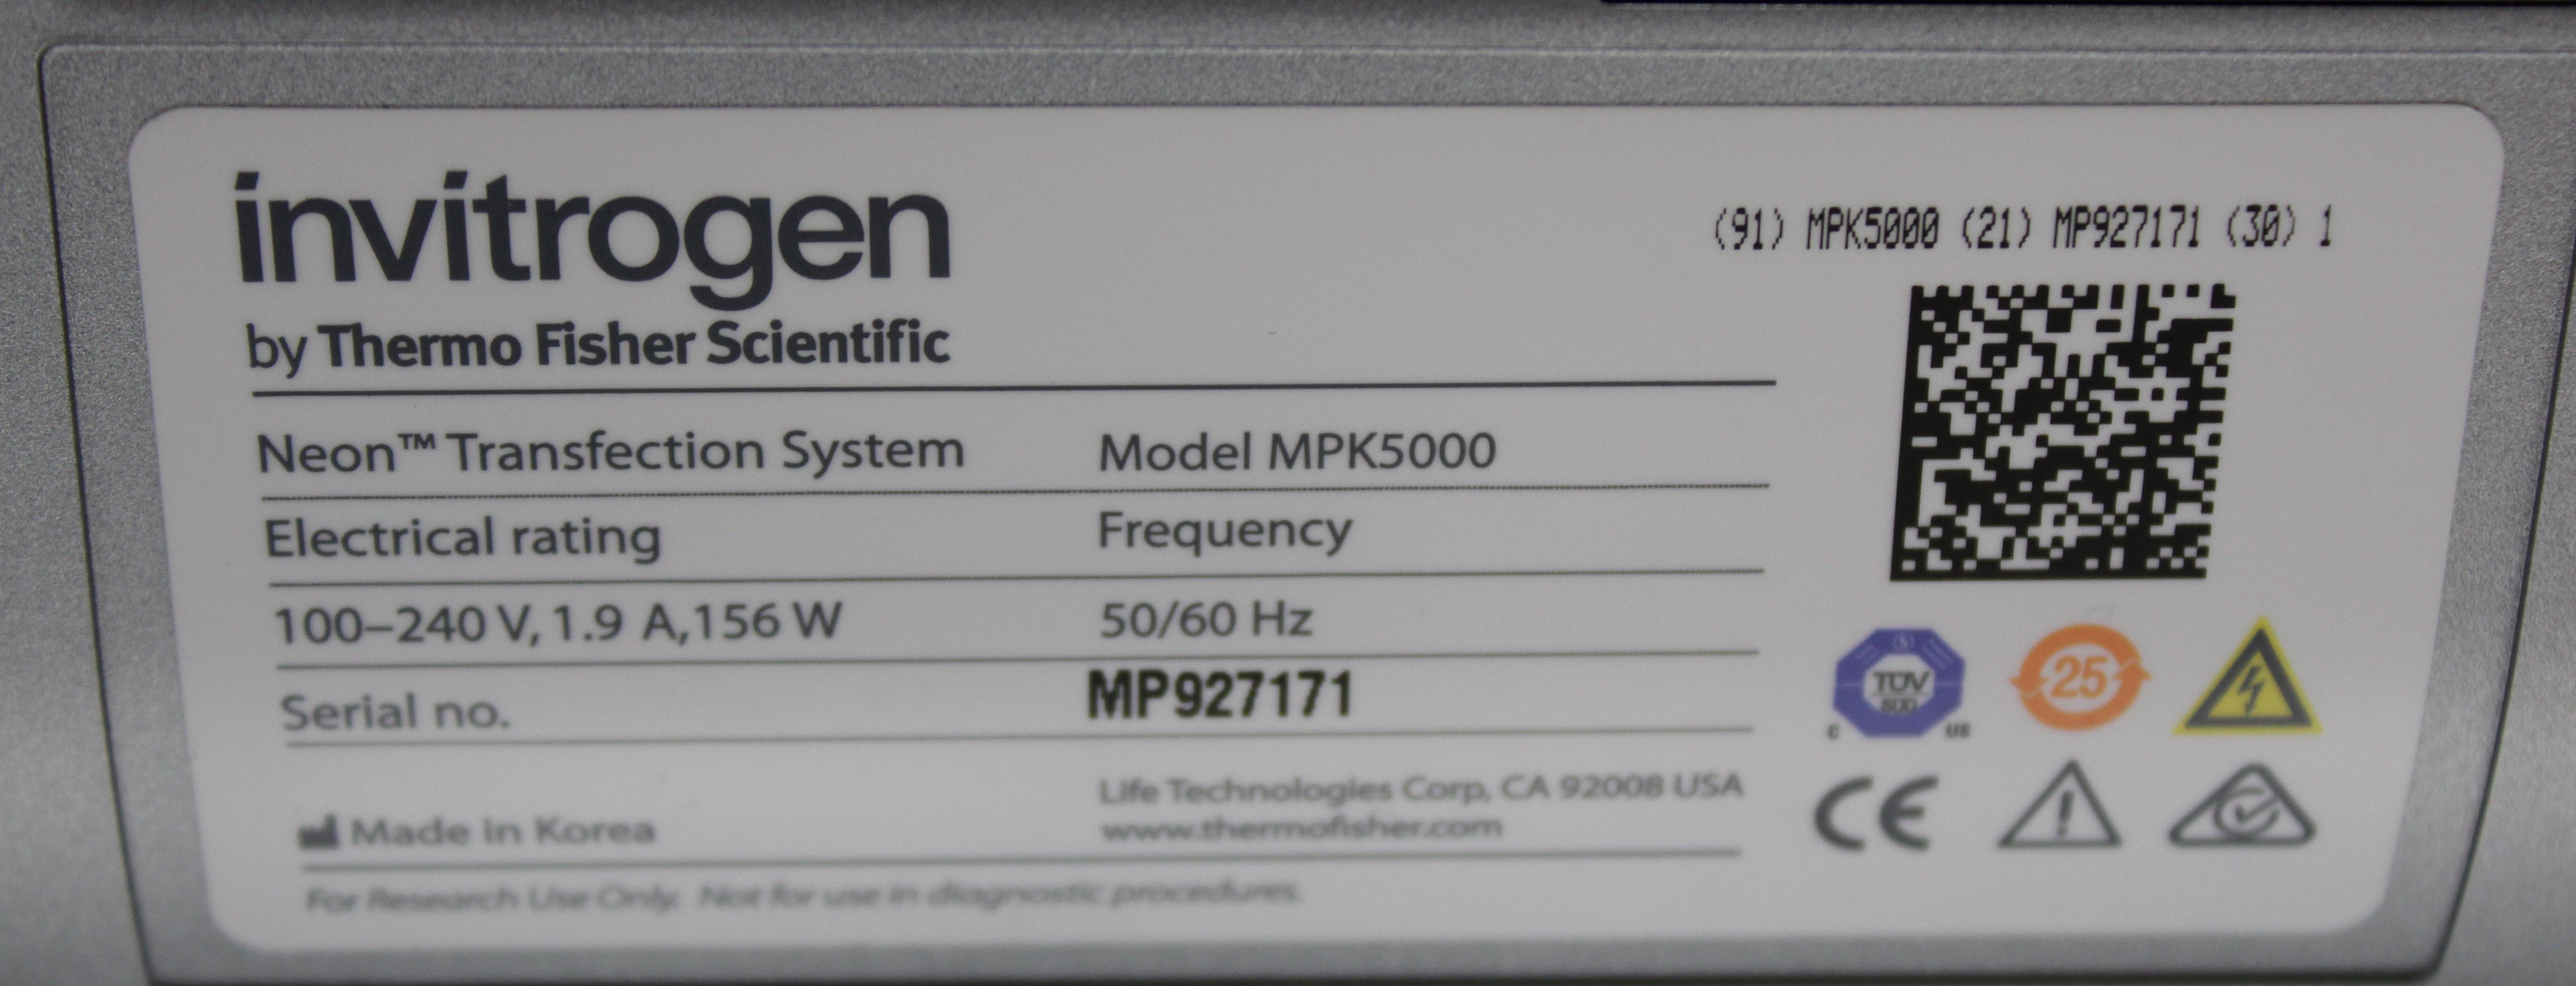 invitrogen
by Thermo Fisher Scientific
(91) MPK5000 (21) MP927171 (30) 1
Neon™ Transfection System Model MPK5000
Electrical rating Frequency
100–240 V, 1.9 A,156 W 50/60 Hz
Serial no. MP927171
S
TÜV
SÜD
C US
25
CE
Made in Korea
Life Technologies Corp, CA 92008 USA
www.thermofisher.com
For Research Use Only. Not for use in diagnostic procedures.